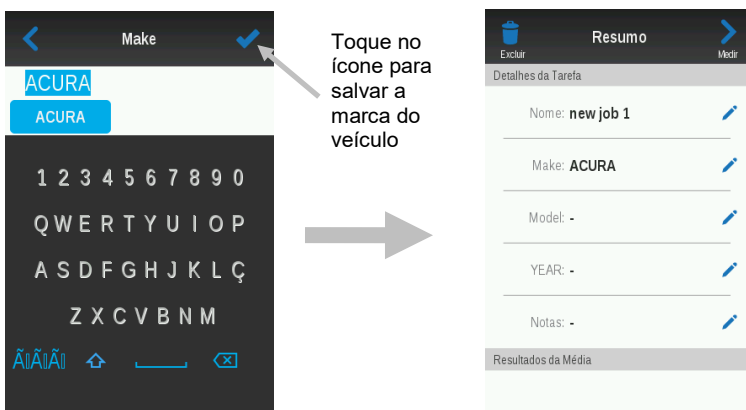 Make
ACURA
ACURA
1 2 3 4 5 6 7 8 9 0
Q W E R T Y U I O P
A S D F G H J K L Ç
Z X C V B N M
Toque no
ícone para
salvar a
marca do
veículo
Resumo
Excluir
Medir
Detalhes da Tarefa
Nome: new job 1
Make: ACURA
Model: -
YEAR: -
Notas: -
Resultados da Média